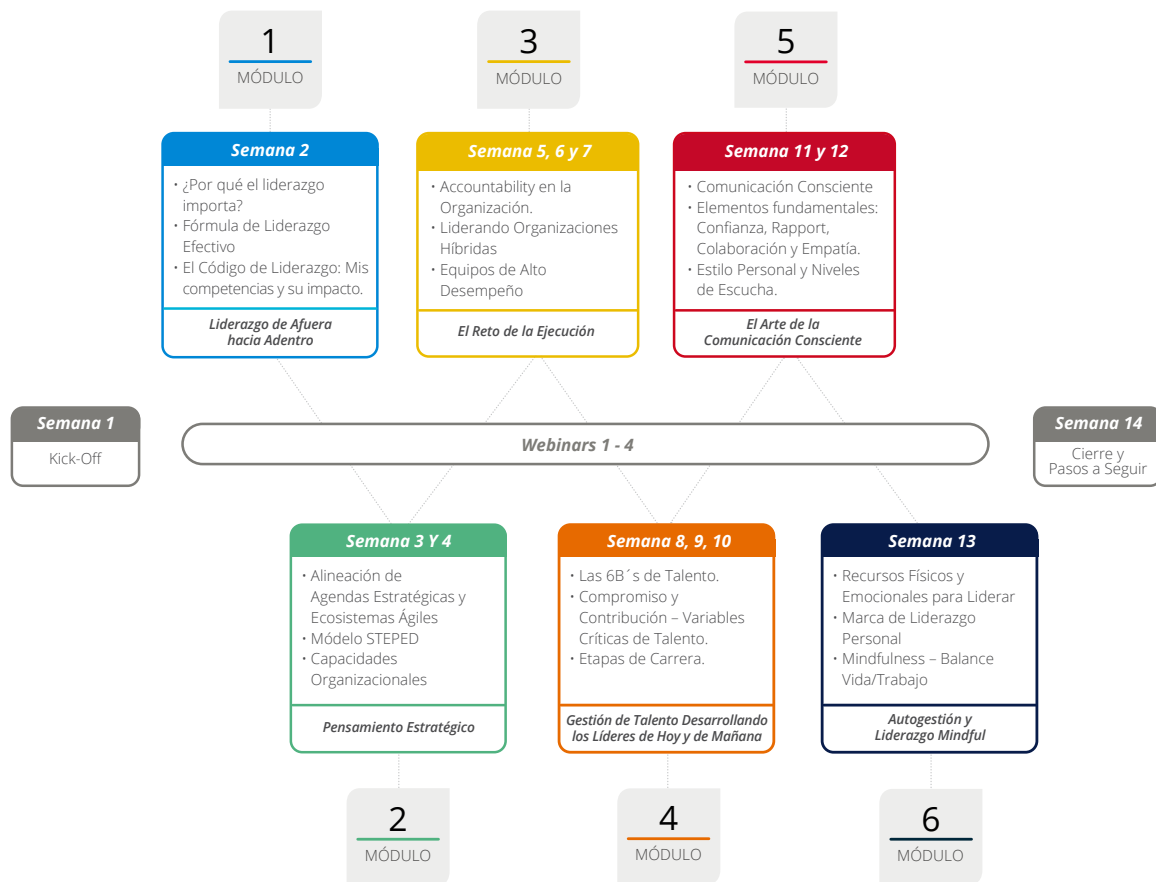 1
MÓDULO
3
MÓDULO
5
MÓDULO
Semana 2
• ¿Por qué el liderazgo
importa?
• Fórmula de Liderazgo
Efectivo
• El Código de Liderazgo: Mis
competencias y su impacto.
Liderazgo de Afuera
hacia Adentro
Semana 5, 6 y 7
• Accountability en la
Organización.
• Liderando Organizaciones
Híbridas
• Equipos de Alto
Desempeño
El Reto de la Ejecución
Semana 11 y 12
• Comunicación Consciente
• Elementos fundamentales:
Confianza, Rapport,
Colaboración y Empatía.
• Estilo Personal y Niveles
de Escucha.
El Arte de la
Comunicación Consciente
Semana 1
Kick-Off
Webinars 1 - 4
Semana 14
Cierre y
Pasos a Seguir
Semana 3 Y 4
• Alineación de
Agendas Estratégicas y
Ecosistemas Ágiles
• Módelo STEPED
• Capacidades
Organizacionales
Pensamiento Estratégico
Semana 8, 9, 10
• Las 6B´s de Talento.
• Compromiso y
Contribución – Variables
Críticas de Talento.
• Etapas de Carrera.
Gestión de Talento Desarrollando
los Líderes de Hoy y de Mañana
Semana 13
• Recursos Físicos y
Emocionales para Liderar
• Marca de Liderazgo
Personal
• Mindfulness – Balance
Vida/Trabajo
Autogestión y
Liderazgo Mindful
2
MÓDULO
4
MÓDULO
6
MÓDULO